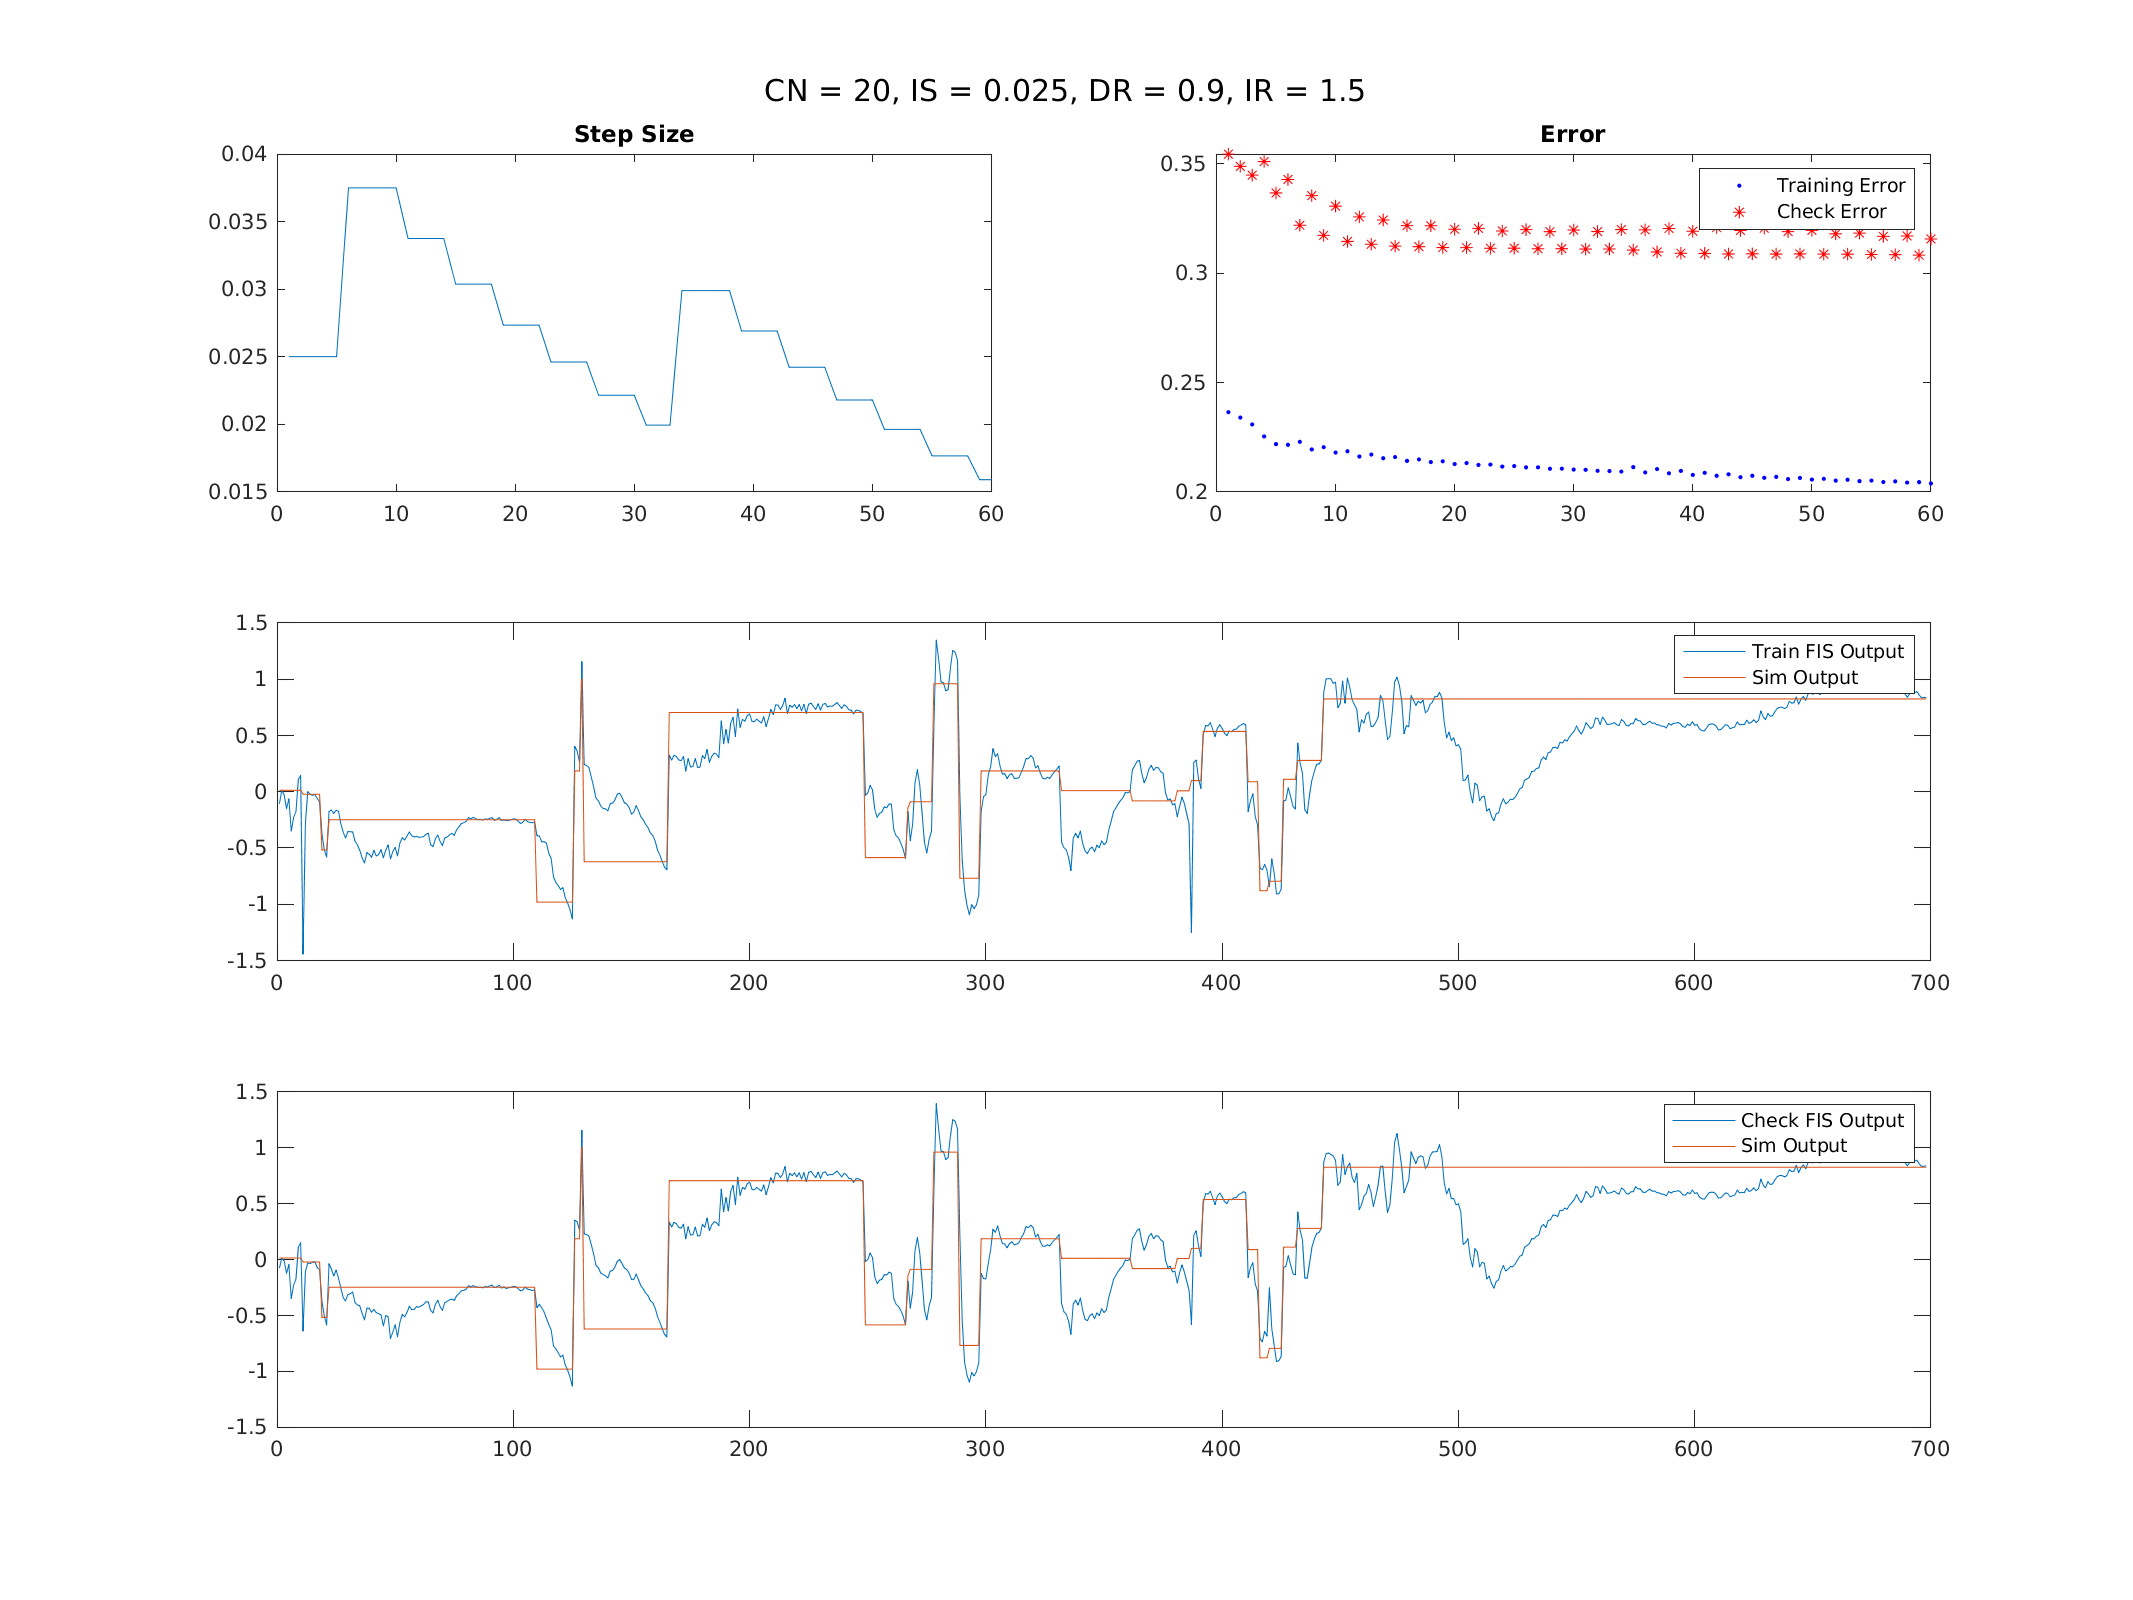 CN = 20, IS = 0.025, DR = 0.9, IR = 1.5
Step Size
0.04
0.035
0.03
0.025
0.02
0.015
0 10 20 30 40 50 60
Error
0.35
0.3
0.25
0.2
0 10 20 30 40 50 60
Training Error
Check Error
1.5
1
0.5
0
-0.5
-1
-1.5
0 100 200 300 400 500 600 700
Train FIS Output
Sim Output
1.5
1
0.5
0
-0.5
-1
-1.5
0 100 200 300 400 500 600 700
Check FIS Output
Sim Output